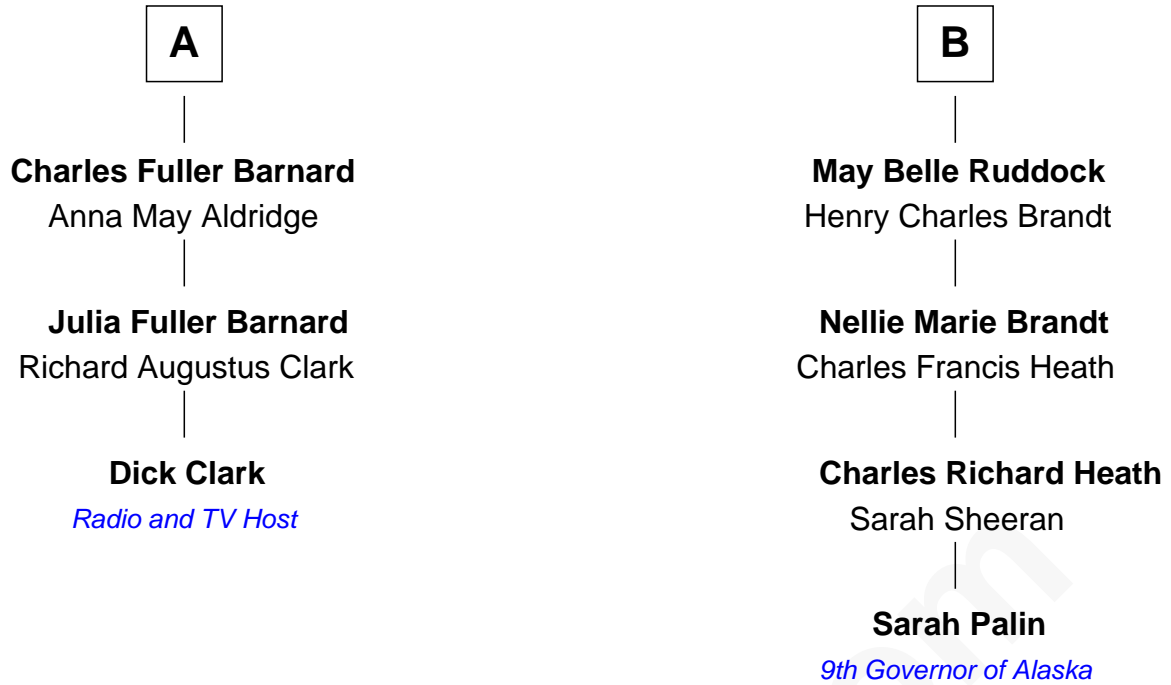 A
Charles Fuller Barnard
Anna May Aldridge
Julia Fuller Barnard
Richard Augustus Clark
Dick Clark
Radio and TV Host
B
May Belle Ruddock
Henry Charles Brandt
Nellie Marie Brandt
Charles Francis Heath
Charles Richard Heath
Sarah Sheeran
Sarah Palin
9th Governor of Alaska